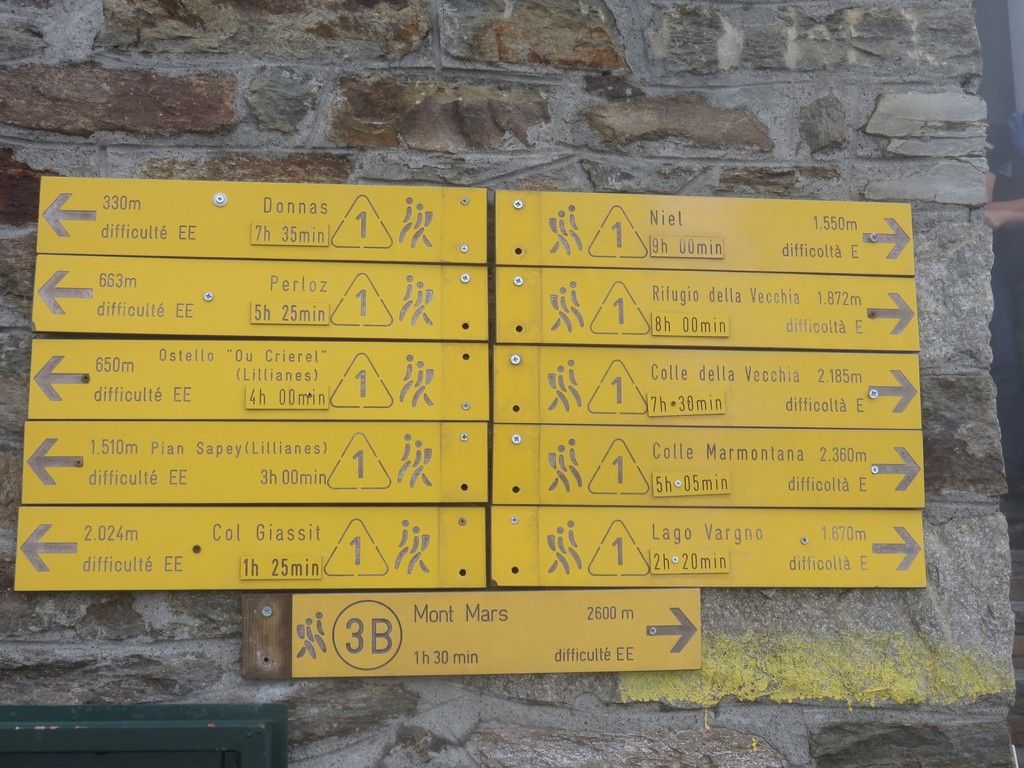 330m Donnas
difficulté EE 7h 35min 1
663m Perloz
difficulté EE 5h 25min 1
650m Ostello "Ou Crierel"
(Lillianes)
difficulté EE 4h 00min 1
1.510m Pian Sapey(Lillianes)
difficulté EE 3h 00min 1
2.024m Col Giassit
difficulté EE 1h 25min 1
1 Niel 1.550m
9h 00min difficoltà E
1 Rifugio della Vecchia 1.872m
8h 00min difficoltà E
1 Colle della Vecchia 2.185m
7h 30min difficoltà E
1 Colle Marmontana 2.360m
5h 05min difficoltà E
1 Lago Vargno 1.670m
2h 20min difficoltà E
3B Mont Mars 2600 m
1h 30 min difficulté EE